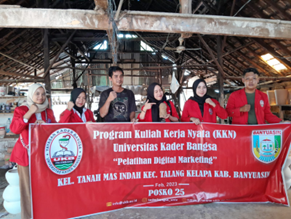 Program Kuliah Kerja Nyata (KKN)
Universitas Kader Bangsa
"Pelatihan Digital Marketing"
KEL. TANAH MAS INDAH KEC. TALANG KELAPA KAB. BANYUASIN
Feb, 2023
POSKO 25
BANYUASIN
UKB